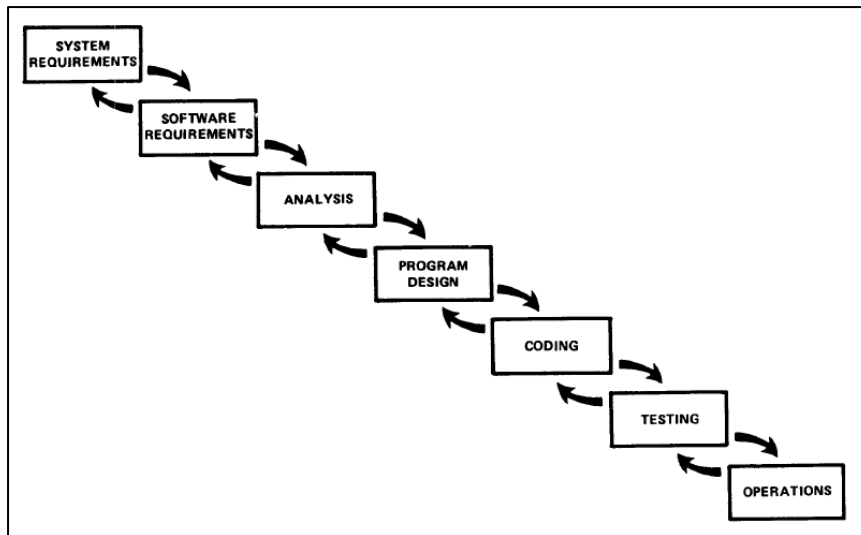 SYSTEM
REQUIREMENTS
SOFTWARE
REQUIREMENTS
ANALYSIS
PROGRAM
DESIGN
CODING
TESTING
OPERATIONS